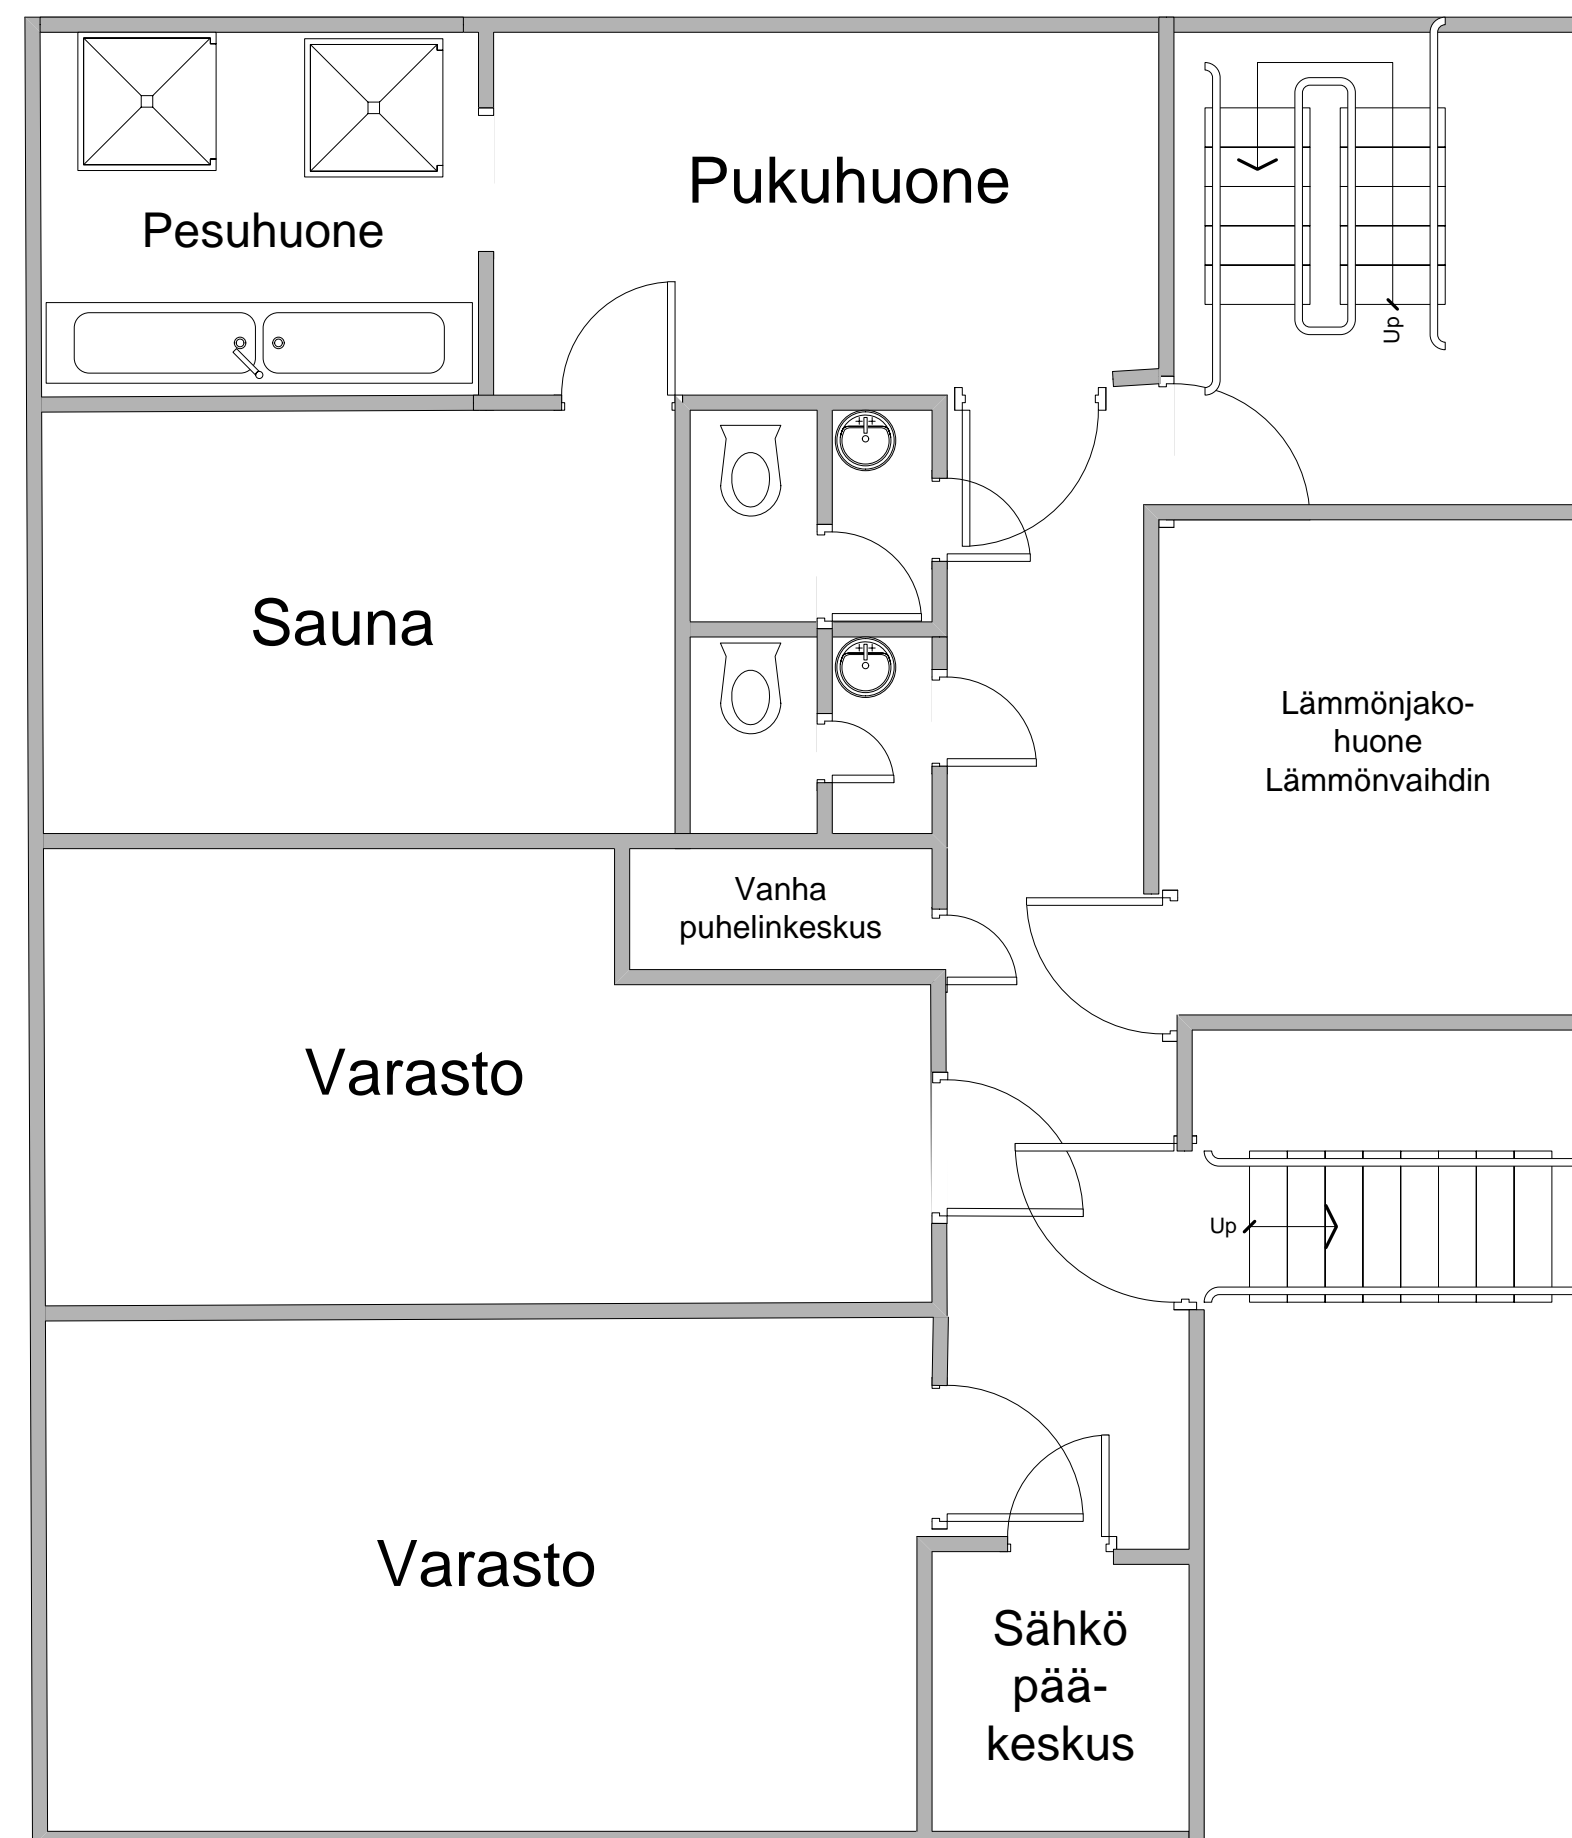 Pukuhuone
Pesuhuone
Up
Sauna
Lämmönjako-
huone
Lämmönvaihdin
Vanha
puhelinkeskus
Varasto
Up
Varasto
Sähkö
pää-
keskus